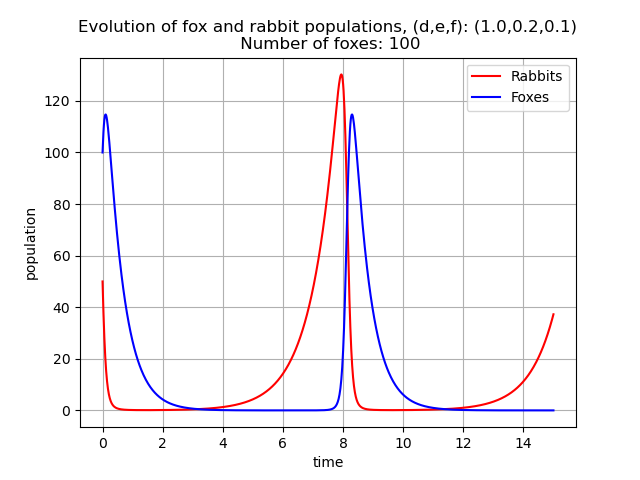 Evolution of fox and rabbit populations, (d,e,f): (1.0,0.2,0.1)
Number of foxes: 100
Rabbits
Foxes
120
100
80
60
40
20
0
population
0 2 4 6 8 10 12 14
time